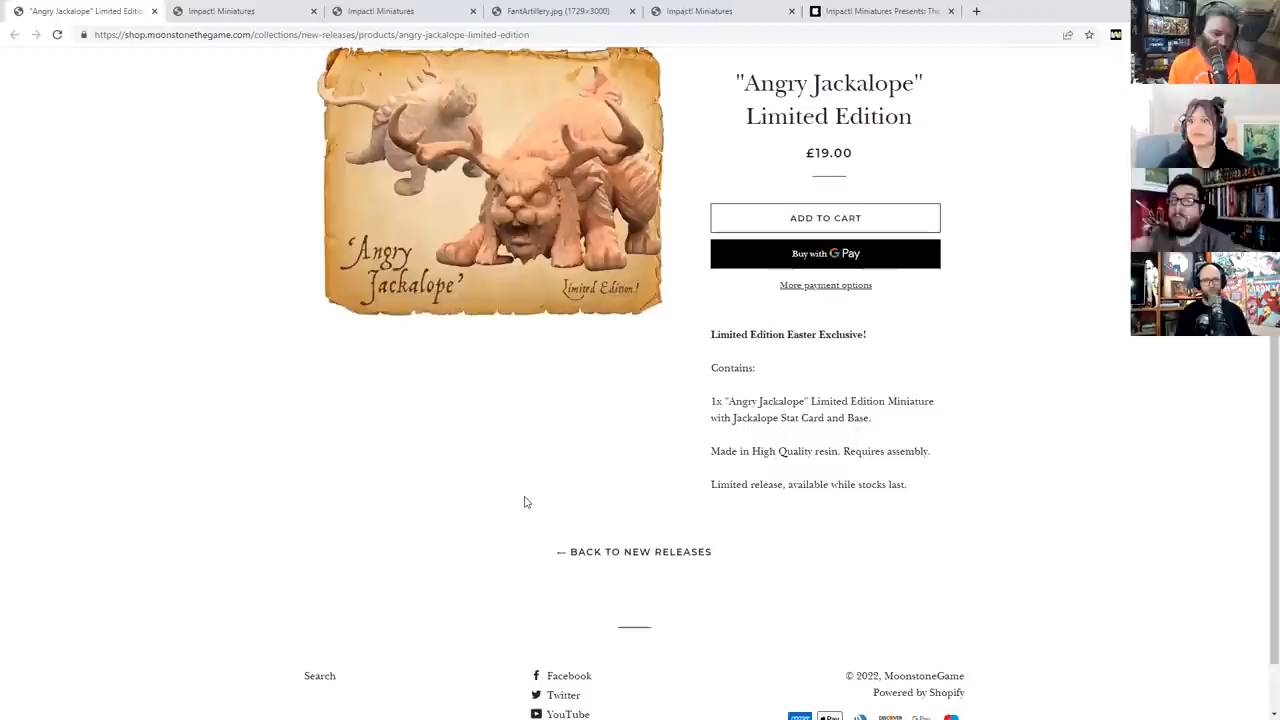 "Angry Jackalope" Limited Edition
Impact! Miniatures
Impact! Miniatures
FantArtillery.jpg (1729×3000)
Impact! Miniatures
Impact! Miniatures Presents: Thi
https://shop.moonstonethegame.com/collections/new-releases/products/angry-jackalope-limited-edition
'Angry
Jackalope'
Limited Edition!
"Angry Jackalope"
Limited Edition
£19.00
ADD TO CART
Buy with G Pay
More payment options
Limited Edition Easter Exclusive!
Contains:
1x "Angry Jackalope" Limited Edition Miniature
with Jackalope Stat Card and Base.
Made in High Quality resin. Requires assembly.
Limited release, available while stocks last.
← BACK TO NEW RELEASES
Search
Facebook
Twitter
YouTube
© 2022, MoonstoneGame
Powered by Shopify